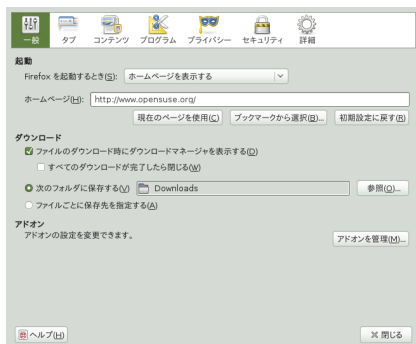 一般 タブ コンテンツ プログラム プライバシー セキュリティ 詳細
起動
Firefox を起動するとき(S): ホームページを表示する
ホームページ(H): http://www.opensuse.org/
現在のページを使用(C) ブックマークから選択(B)... 初期設定に戻す(R)
ダウンロード
ファイルのダウンロード時にダウンロードマネージャを表示する(D)
すべてのダウンロードが完了したら閉じる(W)
次のフォルダに保存する(V) Downloads 参照(O)...
ファイルごとに保存先を指定する(A)
アドオン
アドオンの設定を変更できます。
アドオンを管理(M)...
ヘルプ(H) 閉じる